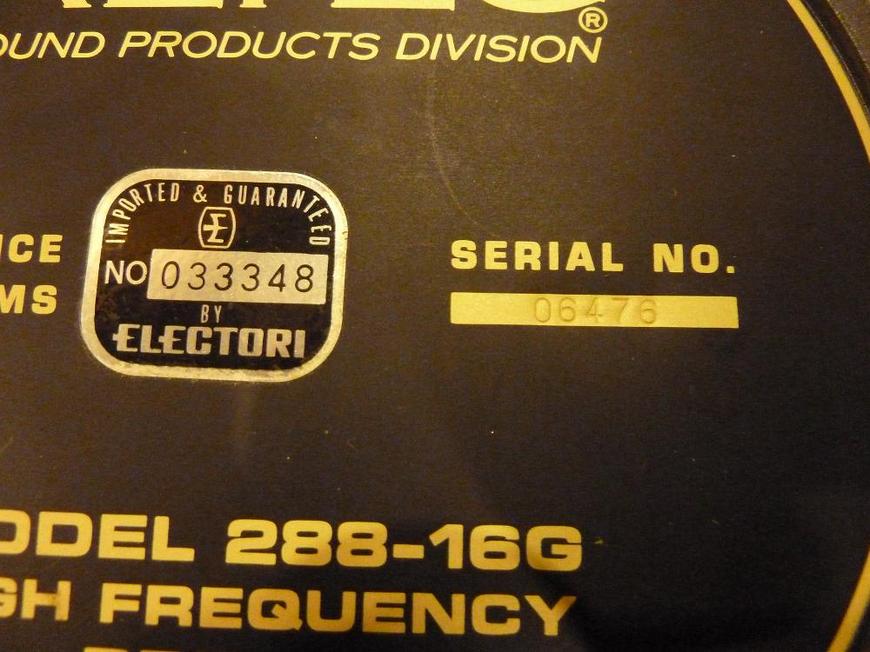 ALTEC®
OUND PRODUCTS DIVISION
IMPORTED & GUARANTEED
E
NO 033348
BY
ELECTORI
NCE
MS
SERIAL NO.
06476
ODEL 288-16G
GH FREQUENCY